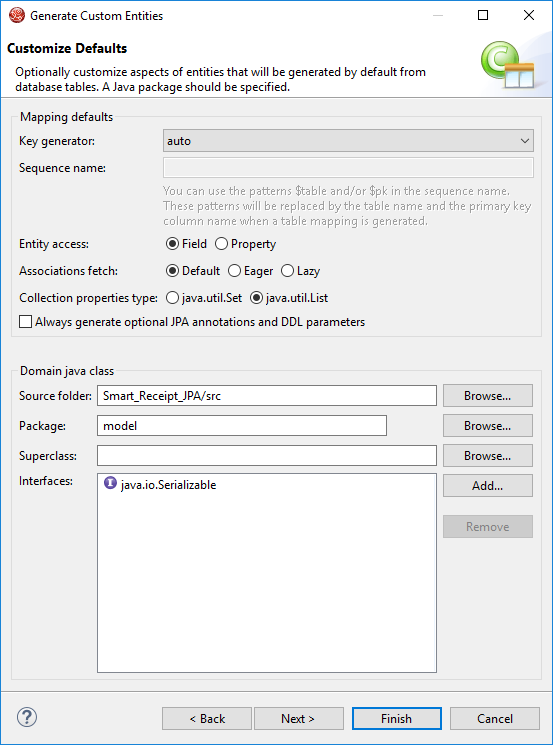 Generate Custom Entities
Customize Defaults
Optionally customize aspects of entities that will be generated by default from
database tables. A Java package should be specified.
Mapping defaults
Key generator:
auto
Sequence name:
You can use the patterns $table and/or $pk in the sequence name.
These patterns will be replaced by the table name and the primary key
column name when a table mapping is generated.
Entity access:
Field
Property
Associations fetch:
Default
Eager
Lazy
Collection properties type:
java.util.Set
java.util.List
Always generate optional JPA annotations and DDL parameters
Domain java class
Source folder:
Smart_Receipt_JPA/src
Browse...
Package:
model
Browse...
Superclass:
Browse...
Interfaces:
java.io.Serializable
Add...
Remove
< Back
Next >
Finish
Cancel